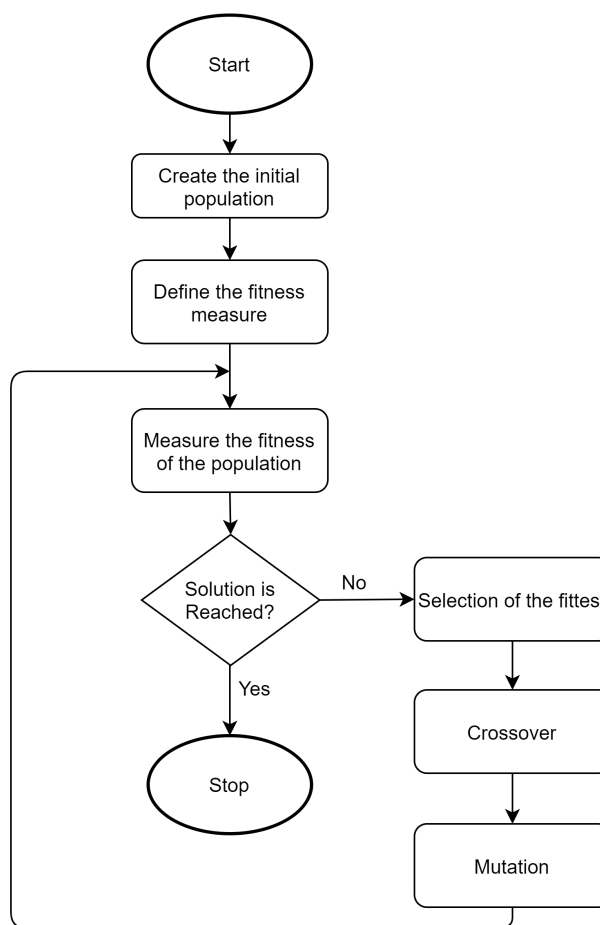 Start
Create the initial
population
Define the fitness
measure
Measure the fitness
of the population
Solution is
Reached?
No
Selection of the fittes
Crossover
Yes
Stop
Mutation